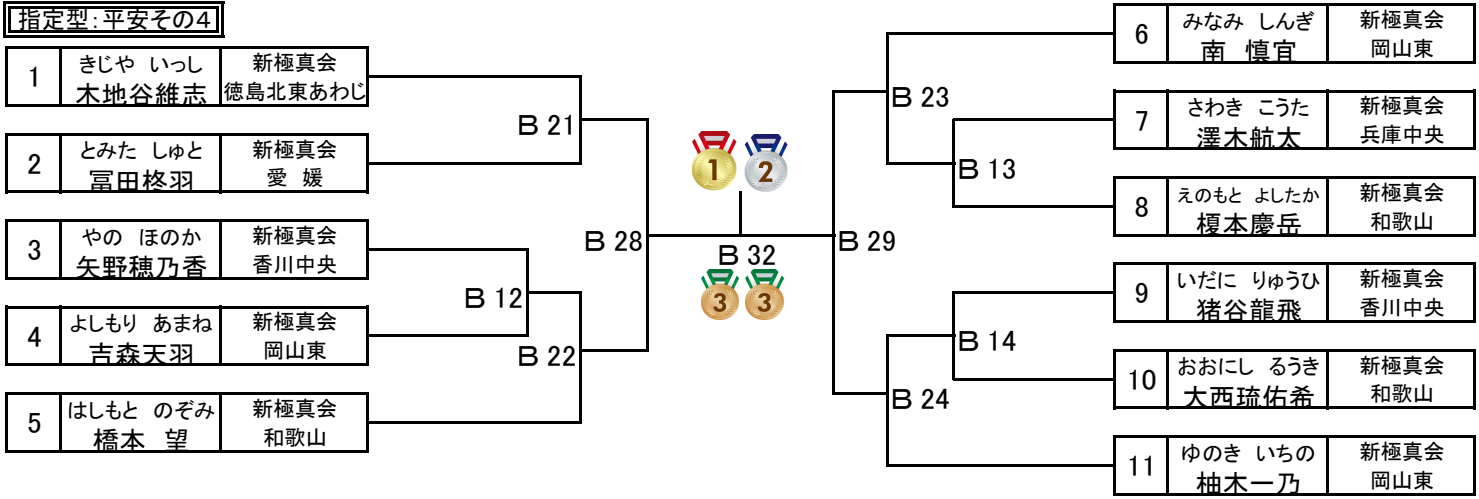 指定型:平安その4
1
きじや いっし
木地谷維志
新極真会
徳島北東あわじ
2
とみた しゅと
冨田柊羽
新極真会
愛 媛
3
やの ほのか
矢野穂乃香
新極真会
香川中央
4
よしもり あまね
吉森天羽
新極真会
岡山東
5
はしもと のぞみ
橋本 望
新極真会
和歌山
B 21
B 12
B 22
B 28
1
2
B 32
3
3
B 29
B 23
B 13
B 14
B 24
6
みなみ しんぎ
南 慎宜
新極真会
岡山東
7
さわき こうた
澤木航太
新極真会
兵庫中央
8
えのもと よしたか
榎本慶岳
新極真会
和歌山
9
いだに りゅうひ
猪谷龍飛
新極真会
香川中央
10
おおにし るうき
大西琉佑希
新極真会
和歌山
11
ゆのき いちの
柚木一乃
新極真会
岡山東